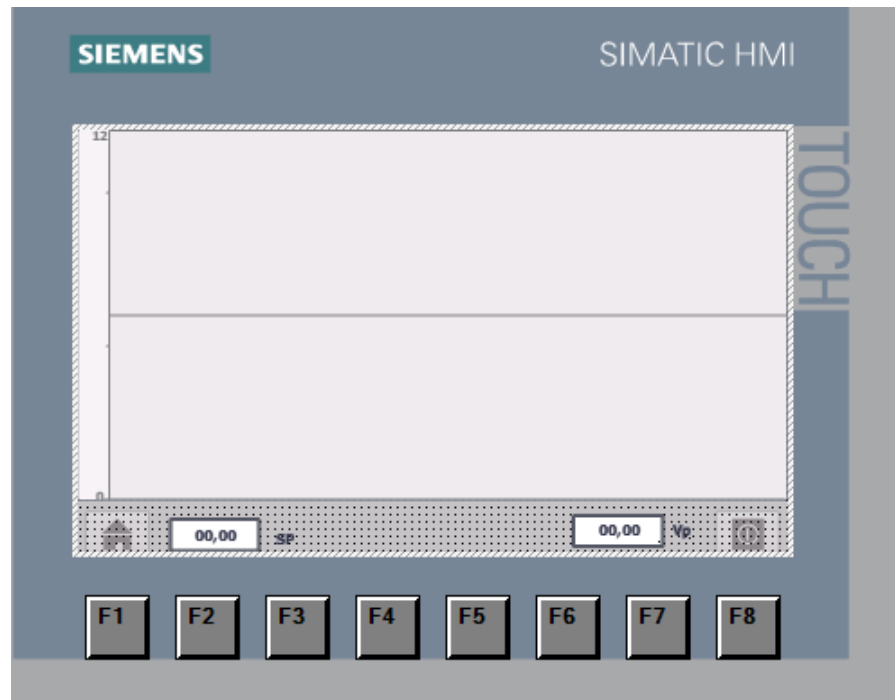 SIEMENS
SIMATIC HMI
TOUCH
12
0
00,00 SP
00,00 Vp
F1 F2 F3 F4 F5 F6 F7 F8